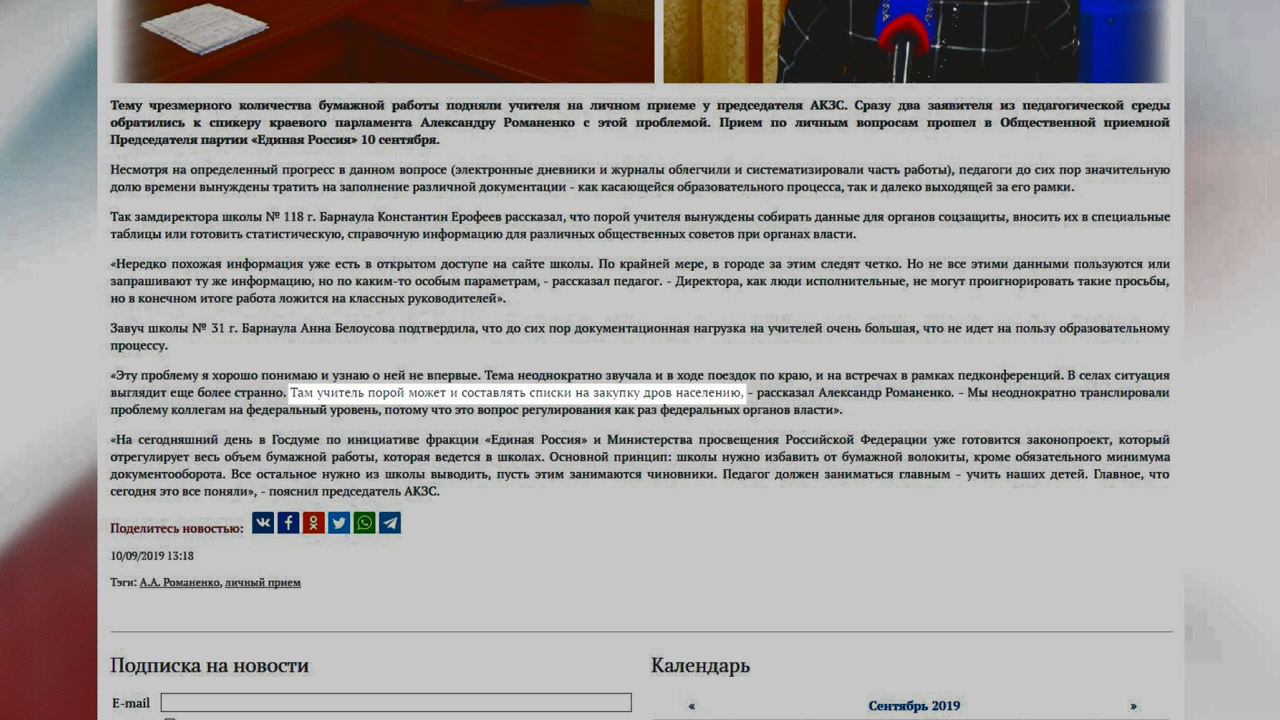 Тему чрезмерного количества бумажной работы подняли учителя на личном приеме у председателя АКЗС. Сразу два заявителя из педагогической среды
обратились к спикеру краевого парламента Александру Романенко с этой проблемой. Прием по личным вопросам прошел в Общественной приемной
Председателя партии «Единая Россия» 10 сентября.
Несмотря на определенный прогресс в данном вопросе (электронные дневники и журналы облегчили и систематизировали часть работы), педагоги до сих пор значительную
долю времени вынуждены тратить на заполнение различной документации - как касающейся образовательного процесса, так и далеко выходящей за его рамки.
Так замдиректора школы № 118 г. Барнаула Константин Ерофеев рассказал, что порой учителя вынуждены собирать данные для органов соцзащиты, вносить их в специальные
таблицы или готовить статистическую, справочную информацию для различных общественных советов при органах власти.
«Нередко похожая информация уже есть в открытом доступе на сайте школы. По крайней мере, в городе за этим следят четко. Но не все этими данными пользуются или
запрашивают ту же информацию, но по каким-то особым параметрам, - рассказал педагог. - Директора, как люди исполнительные, не могут проигнорировать такие просьбы,
но в конечном итоге работа ложится на классных руководителей».
Завуч школы № 31 г. Барнаула Анна Белоусова подтвердила, что до сих пор документационная нагрузка на учителей очень большая, что не идет на пользу образовательному
процессу.
«Эту проблему я хорошо понимаю и узнаю о ней не впервые. Тема неоднократно звучала и в ходе поездок по краю, и на встречах в рамках педконференций. В селах ситуация
выглядит еще более странно. Там учитель порой может и составлять списки на закупку дров населению, - рассказал Александр Романенко. - Мы неоднократно транслировали
проблему коллегам на федеральный уровень, потому что это вопрос регулирования как раз федеральных органов власти».
«На сегодняшний день в Госдуме по инициативе фракции «Единая Россия» и Министерства просвещения Российской Федерации уже готовится законопроект, который
отрегулирует весь объем бумажной работы, которая ведется в школах. Основной принцип: школы нужно избавить от бумажной волокиты, кроме обязательного минимума
документооборота. Все остальное нужно из школы выводить, пусть этим занимаются чиновники. Педагог должен заниматься главным - учить наших детей. Главное, что
сегодня это все поняли», - пояснил председатель АКЗС.
Поделитесь новостью:
10/09/2019 13:18
Тэги: А.А. Романенко, личный прием
Подписка на новости
E-mail
Календарь
« Сентябрь 2019 »